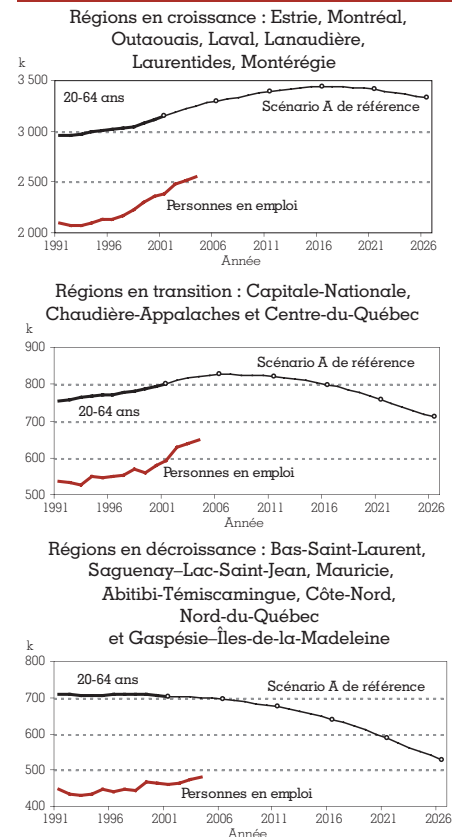 Régions en croissance : Estrie, Montréal,
Outaouais, Laval, Lanaudière,
Laurentides, Montérégie
k
3 500
20-64 ans
Scénario A de référence
3 000
2 500
Personnes en emploi
2 000
1991 1996 2001 2006 2011 2016 2021 2026
Année
Régions en transition : Capitale-Nationale,
Chaudière-Appalaches et Centre-du-Québec
k
900
Scénario A de référence
800
20-64 ans
700
600
Personnes en emploi
500
1991 1996 2001 2006 2011 2016 2021 2026
Année
Régions en décroissance : Bas-Saint-Laurent,
Saguenay–Lac-Saint-Jean, Mauricie,
Abitibi-Témiscamingue, Côte-Nord,
Nord-du-Québec
et Gaspésie–Îles-de-la-Madeleine
k
800
20-64 ans
Scénario A de référence
700
600
500
Personnes en emploi
400
1991 1996 2001 2006 2011 2016 2021 2026
Année